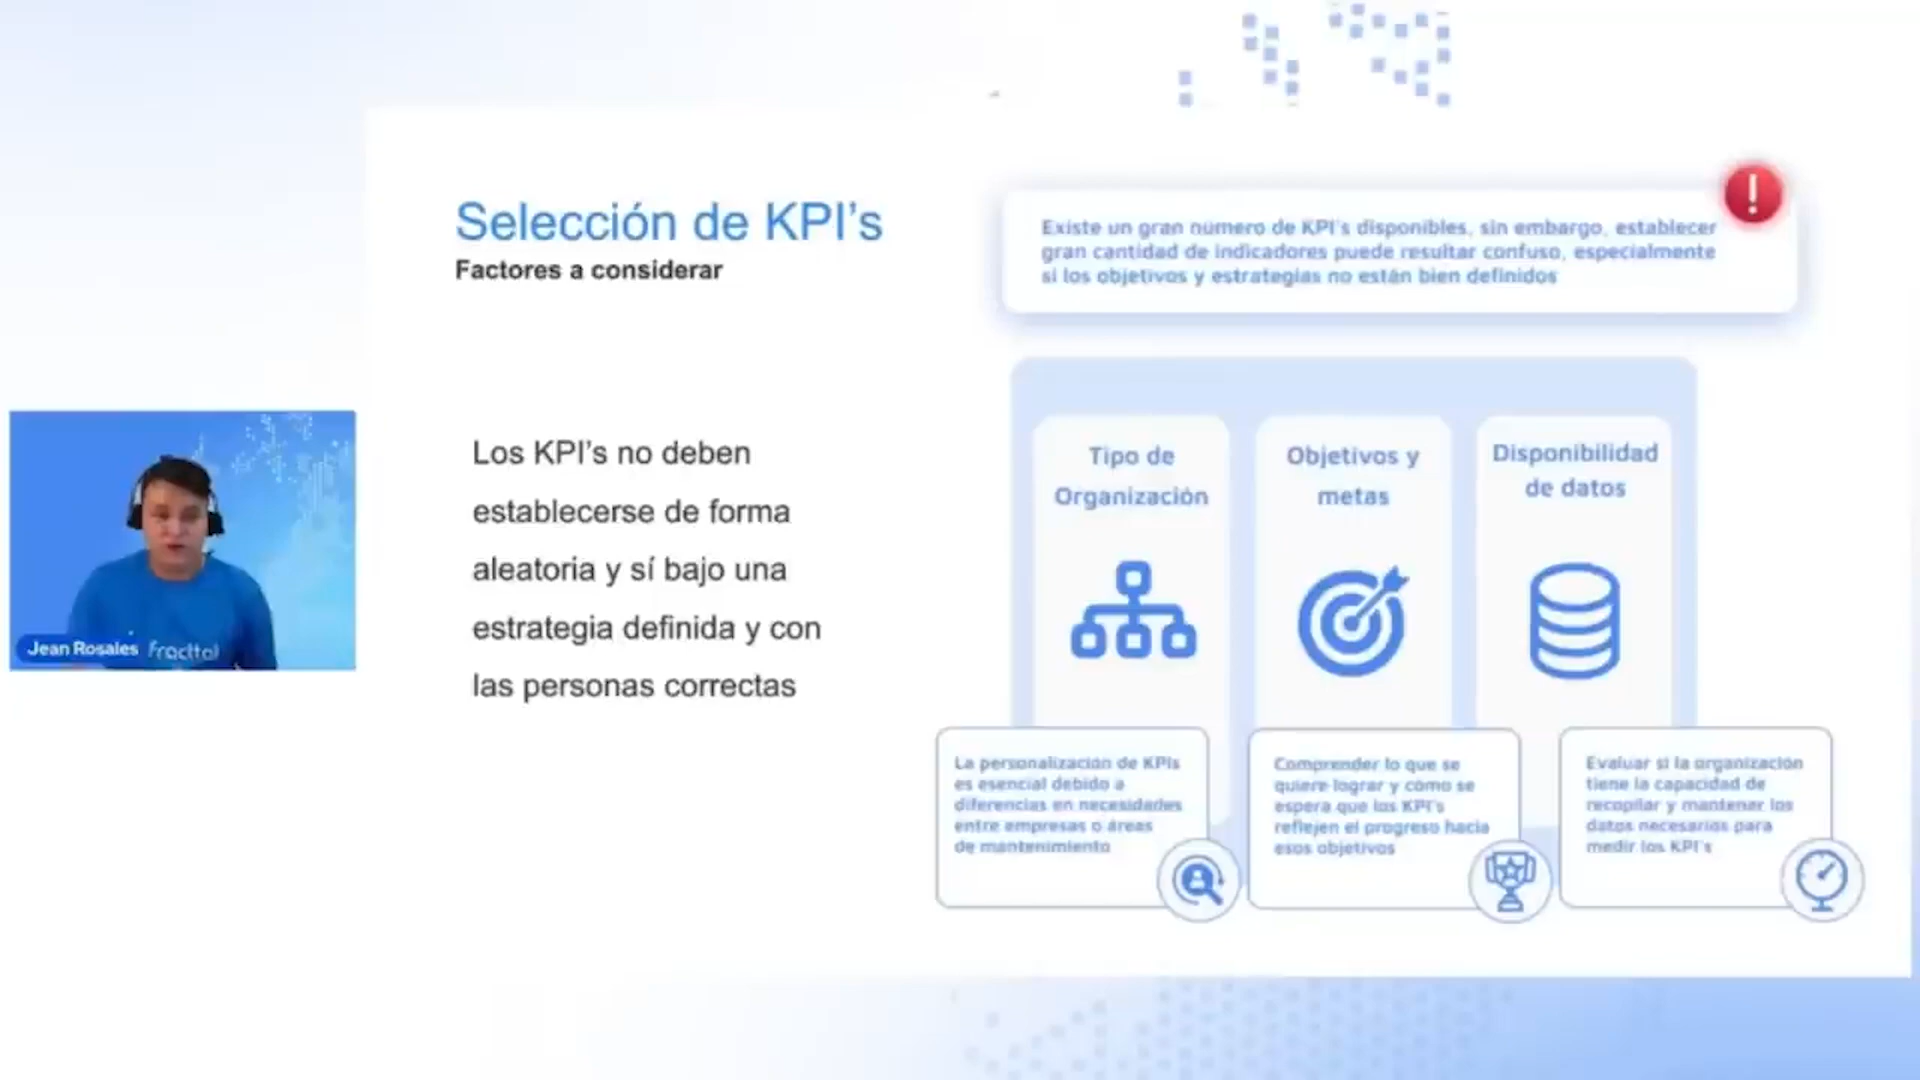 Selección de KPI's
Factores a considerar
Los KPI's no deben
establecerse de forma
aleatoria y sí bajo una
estrategia definida y con
las personas correctas
Existe un gran número de KPI's disponibles, sin embargo, establecer
gran cantidad de indicadores puede resultar confuso, especialmente
si los objetivos y estrategias no están bien definidos
Tipo de
Organización
Objetivos y
metas
Disponibilidad
de datos
La personalización de KPIs
es esencial debido a
diferencias en necesidades
entre empresas o áreas
de mantenimiento
Comprender lo que se
quiere lograr y cómo se
espera que los KPI's
reflejen el progreso hacia
esos objetivos
Evaluar si la organización
tiene la capacidad de
recopilar y mantener los
datos necesarios para
medir los KPI's
Jean Rosales
fracttal